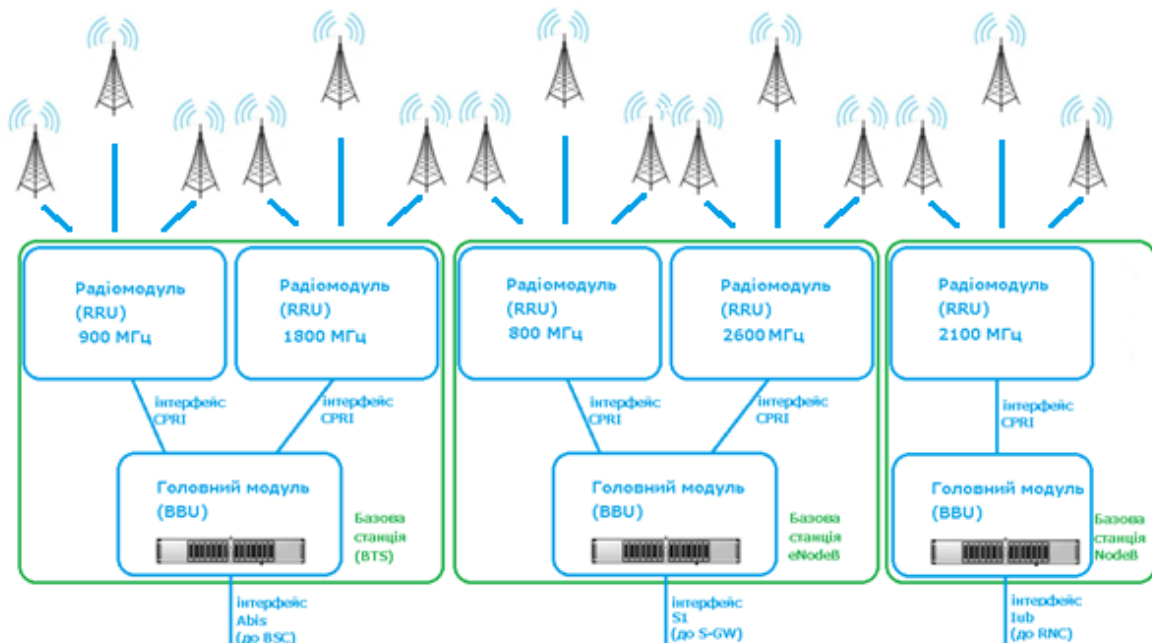 Радіомодуль
(RRU)
900 МГц
Радіомодуль
(RRU)
1800 МГц
Радіомодуль
(RRU)
800 МГц
Радіомодуль
(RRU)
2600 МГц
Радіомодуль
(RRU)
2100 МГц
інтерфейс
CPRI
інтерфейс
CPRI
інтерфейс
CPRI
інтерфейс
CPRI
інтерфейс
CPRI
Головний модуль
(BBU)
Базова
станція
(BTS)
Головний модуль
(BBU)
Базова
станція
eNodeB
Головний модуль
(BBU)
Базова
станція
NodeB
інтерфейс
Abis
(до BSC)
інтерфейс
S1
(до S-GW)
інтерфейс
Iub
(до RNC)